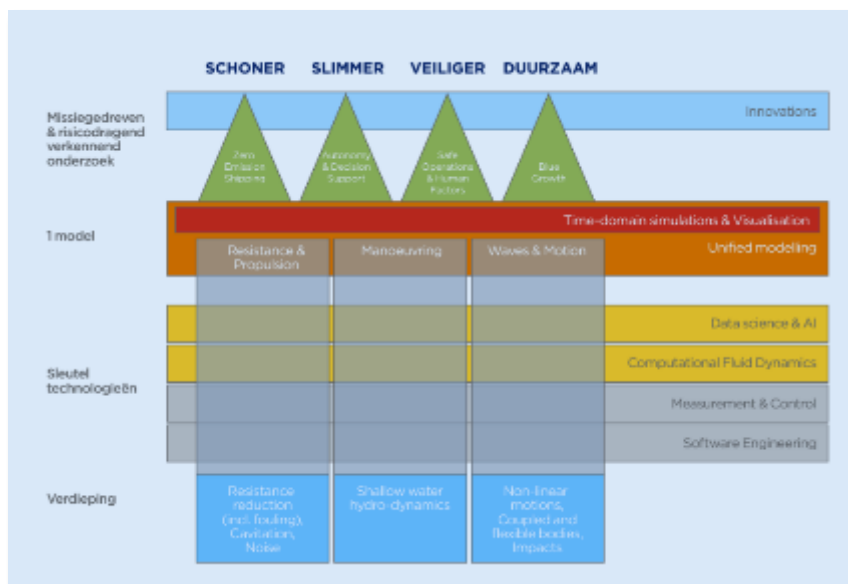 SCHONER SLIMMER VEILIGER DUURZAAM
Missiegedreven
& risicodragend
verkennend
onderzoek
Innovations
Zero
Emission
Shipping
Autonomy
& Decision
Support
Safe
Operations
& Human
Factors
Blue
Growth
1 model
Time-domain simulations & Visualisation
Unified modelling
Resistance &
Propulsion
Manoeuvring
Waves & Motion
Sleutel
technologieën
Data science & AI
Computational Fluid Dynamics
Measurement & Control
Software Engineering
Verdieping
Resistance
reduction
(incl. fouling),
Cavitation,
Noise
Shallow water
hydro-dynamics
Non-linear
motions,
Coupled and
flexible bodies,
Impacts